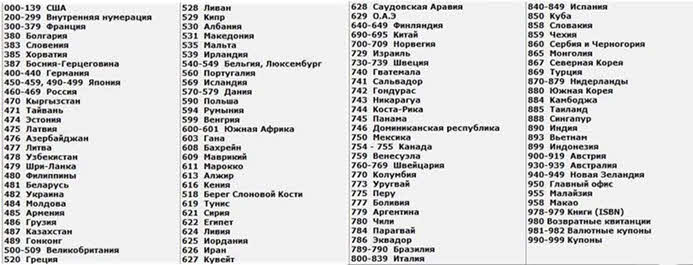 000-139 США
200-299 Внутренняя нумерация
300-379 Франция
380 Болгария
383 Словения
385 Хорватия
387 Босния-Герцеговина
400-440 Германия
450-459, 490-499 Япония
460-469 Россия
470 Кыргызстан
471 Тайвань
474 Эстония
475 Латвия
476 Азербайджан
477 Литва
478 Узбекистан
479 Шри-Ланка
480 Филиппины
481 Беларусь
482 Украина
484 Молдова
485 Армения
486 Грузия
487 Казахстан
489 Гонконг
500-509 Великобритания
520 Греция
528 Ливан
529 Кипр
530 Албания
531 Македония
535 Мальта
539 Ирландия
540-549 Бельгия, Люксембург
560 Португалия
569 Исландия
570-579 Дания
590 Польша
594 Румыния
599 Венгрия
600-601 Южная Африка
603 Гана
608 Бахрейн
609 Маврикий
611 Марокко
613 Алжир
616 Кения
518 Берег Слоновой Кости
619 Тунис
621 Сирия
622 Египет
624 Ливия
625 Иордания
626 Иран
627 Кувейт
628 Саудовская Аравия
629 О.А.Э
640-649 Финляндия
690-695 Китай
700-709 Норвегия
729 Израиль
730-739 Швеция
740 Гватемала
741 Сальвадор
742 Гондурас
743 Никарагуа
744 Коста-Рика
745 Панама
746 Доминиканская республика
750 Мексика
754 - 755 Канада
759 Венесуэла
760-769 Швейцария
770 Колумбия
773 Уругвай
775 Перу
777 Боливия
779 Аргентина
780 Чили
784 Парагвай
786 Эквадор
789-790 Бразилия
800-839 Италия
840-849 Испания
850 Куба
858 Словакия
859 Чехия
860 Сербия и Черногория
865 Монголия
867 Северная Корея
869 Турция
870-879 Нидерланды
880 Южная Корея
884 Камбоджа
885 Таиланд
888 Сингапур
890 Индия
893 Вьетнам
899 Индонезия
900-919 Австрия
930-939 Австралия
940-949 Новая Зеландия
950 Главный офис
955 Малайзия
958 Макао
978-979 Книги (ISBN)
980 Возвратные квитанции
981-982 Валютные купоны
990-999 Купоны